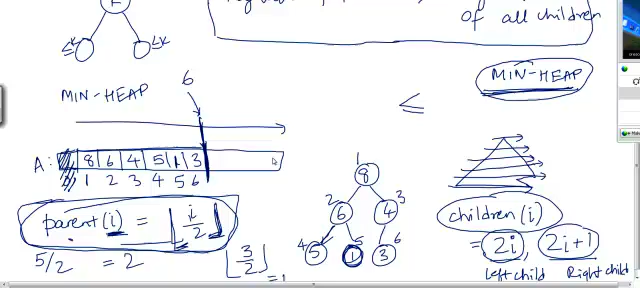 of all children
≤k
≤k
MIN-HEAP
6
MIN-HEAP
≤
A: 8 6 4 5 1 3
1 2 3 4 5 6
1
8
2
6
4
3
4
5
5
1
3
6
parent(i) = ⌊i/2⌋
5/2 = 2
⌊3/2⌋ = 1
children(i)
= 2i, 2i+1
Left child Right child